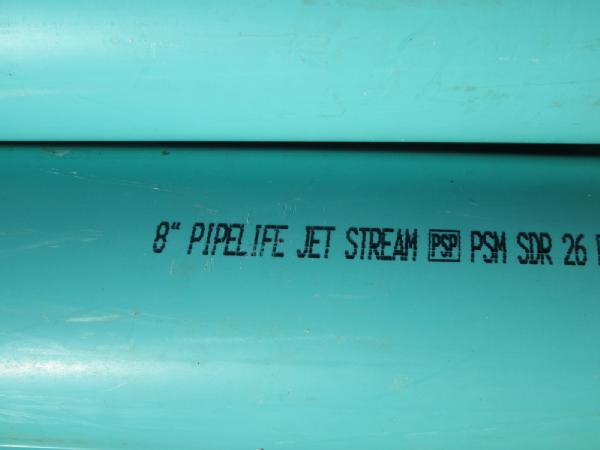 8" PIPELIFE JET STREAM PSP PSM SDR 26